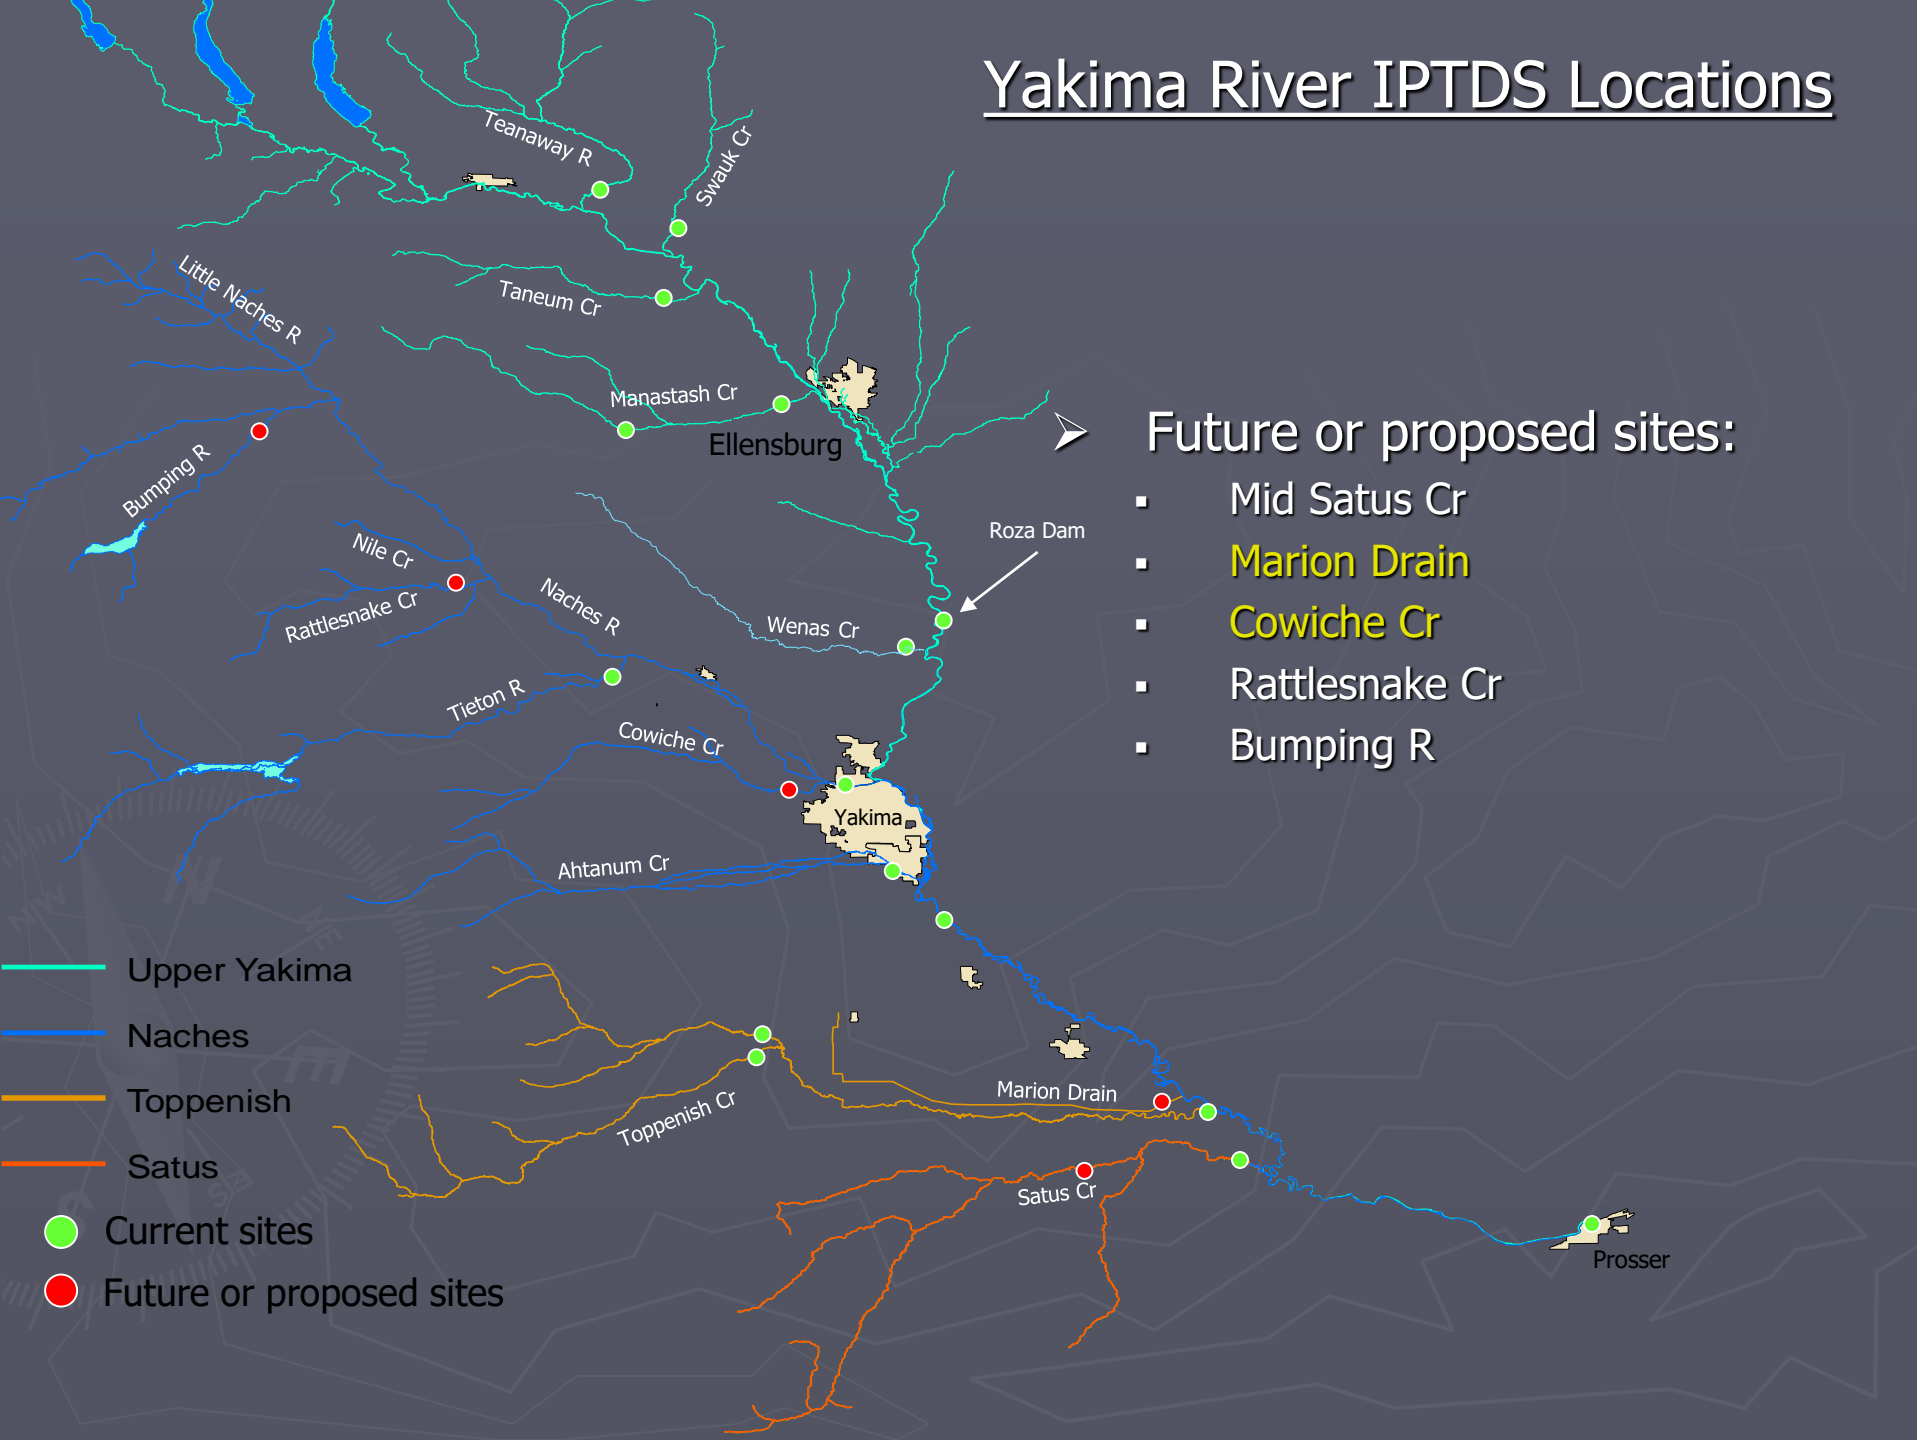 Yakima River IPTDS Locations
Teanaway R
Swauk Cr
Little Naches R
Taneum Cr
Manastash Cr
Ellensburg
Future or proposed sites:
Mid Satus Cr
Marion Drain
Cowiche Cr
Rattlesnake Cr
Bumping R
Bumping R
Roza Dam
Nile Cr
Rattlesnake Cr
Naches R
Wenas Cr
Tieton R
Cowiche Cr
Yakima
Ahtanum Cr
Marion Drain
Toppenish Cr
Satus Cr
Prosser
Upper Yakima
Naches
Toppenish
Satus
Current sites
Future or proposed sites
N
NW
NE
E
SE
S